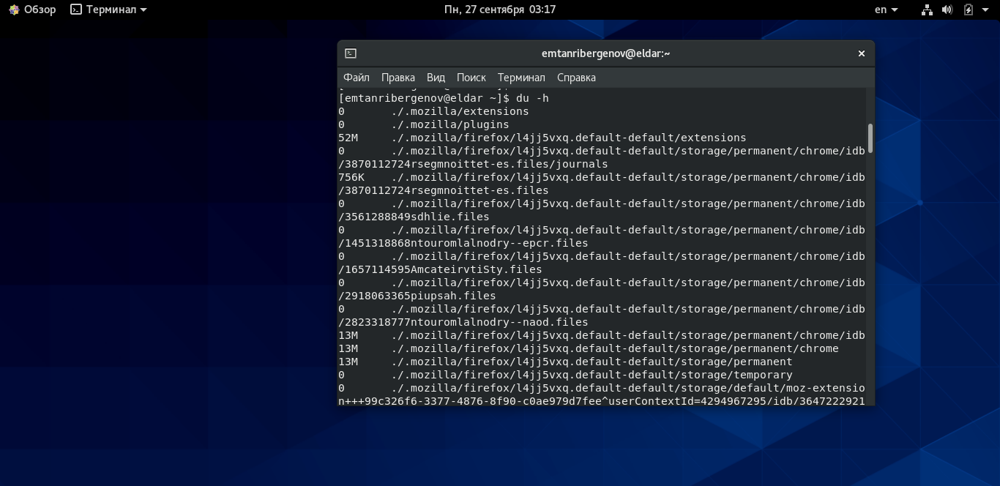 Обзор Терминал Пн, 27 сентября 03:17 en
emtanribergenov@eldar:~
Файл Правка Вид Поиск Терминал Справка
[emtanribergenov@eldar ~]$ du -h
0 ./.mozilla/extensions
0 ./.mozilla/plugins
52M ./.mozilla/firefox/l4jj5vxq.default-default/extensions
0 ./.mozilla/firefox/l4jj5vxq.default-default/storage/permanent/chrome/idb
/3870112724rsegmnoittet-es.files/journals
756K ./.mozilla/firefox/l4jj5vxq.default-default/storage/permanent/chrome/idb
/3870112724rsegmnoittet-es.files
0 ./.mozilla/firefox/l4jj5vxq.default-default/storage/permanent/chrome/idb
/3561288849sdhlie.files
0 ./.mozilla/firefox/l4jj5vxq.default-default/storage/permanent/chrome/idb
/1451318868ntouromlalnodry--epcr.files
0 ./.mozilla/firefox/l4jj5vxq.default-default/storage/permanent/chrome/idb
/1657114595AmcateirvtiSty.files
0 ./.mozilla/firefox/l4jj5vxq.default-default/storage/permanent/chrome/idb
/2918063365piupsah.files
0 ./.mozilla/firefox/l4jj5vxq.default-default/storage/permanent/chrome/idb
/2823318777ntouromlalnodry--naod.files
13M ./.mozilla/firefox/l4jj5vxq.default-default/storage/permanent/chrome/idb
13M ./.mozilla/firefox/l4jj5vxq.default-default/storage/permanent/chrome
13M ./.mozilla/firefox/l4jj5vxq.default-default/storage/permanent
0 ./.mozilla/firefox/l4jj5vxq.default-default/storage/temporary
0 ./.mozilla/firefox/l4jj5vxq.default-default/storage/default/moz-extensio
n+++99c326f6-3377-4876-8f90-c0ae979d7fee^userContextId=4294967295/idb/3647222921